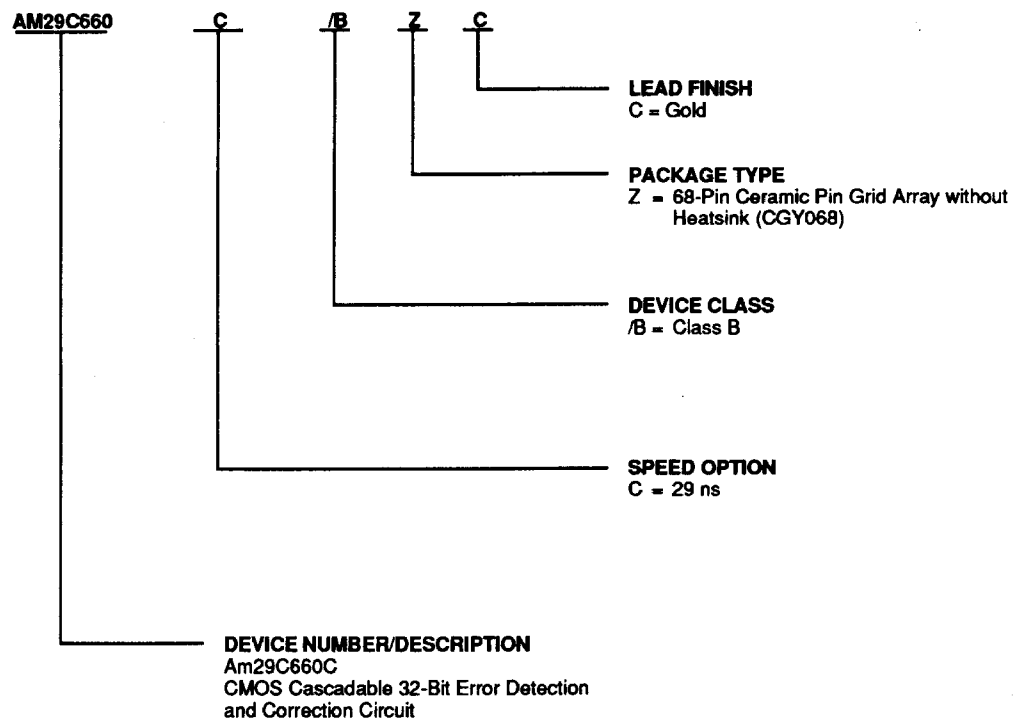 AM29C660 C /B Z C
LEAD FINISH
C = Gold
PACKAGE TYPE
Z = 68-Pin Ceramic Pin Grid Array without
Heatsink (CGY068)
DEVICE CLASS
/B = Class B
SPEED OPTION
C = 29 ns
DEVICE NUMBER/DESCRIPTION
Am29C660C
CMOS Cascadable 32-Bit Error Detection
and Correction Circuit